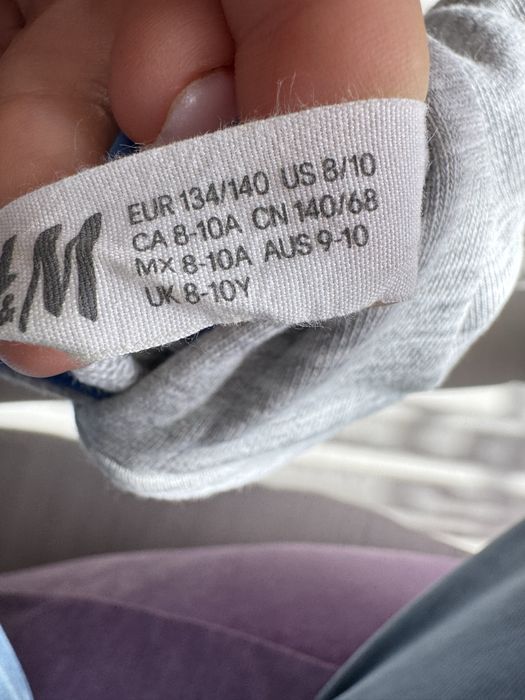 &M
EUR 134/140 US 8/10
CA 8-10A CN 140/68
MX 8-10A AUS 9-10
UK 8-10Y